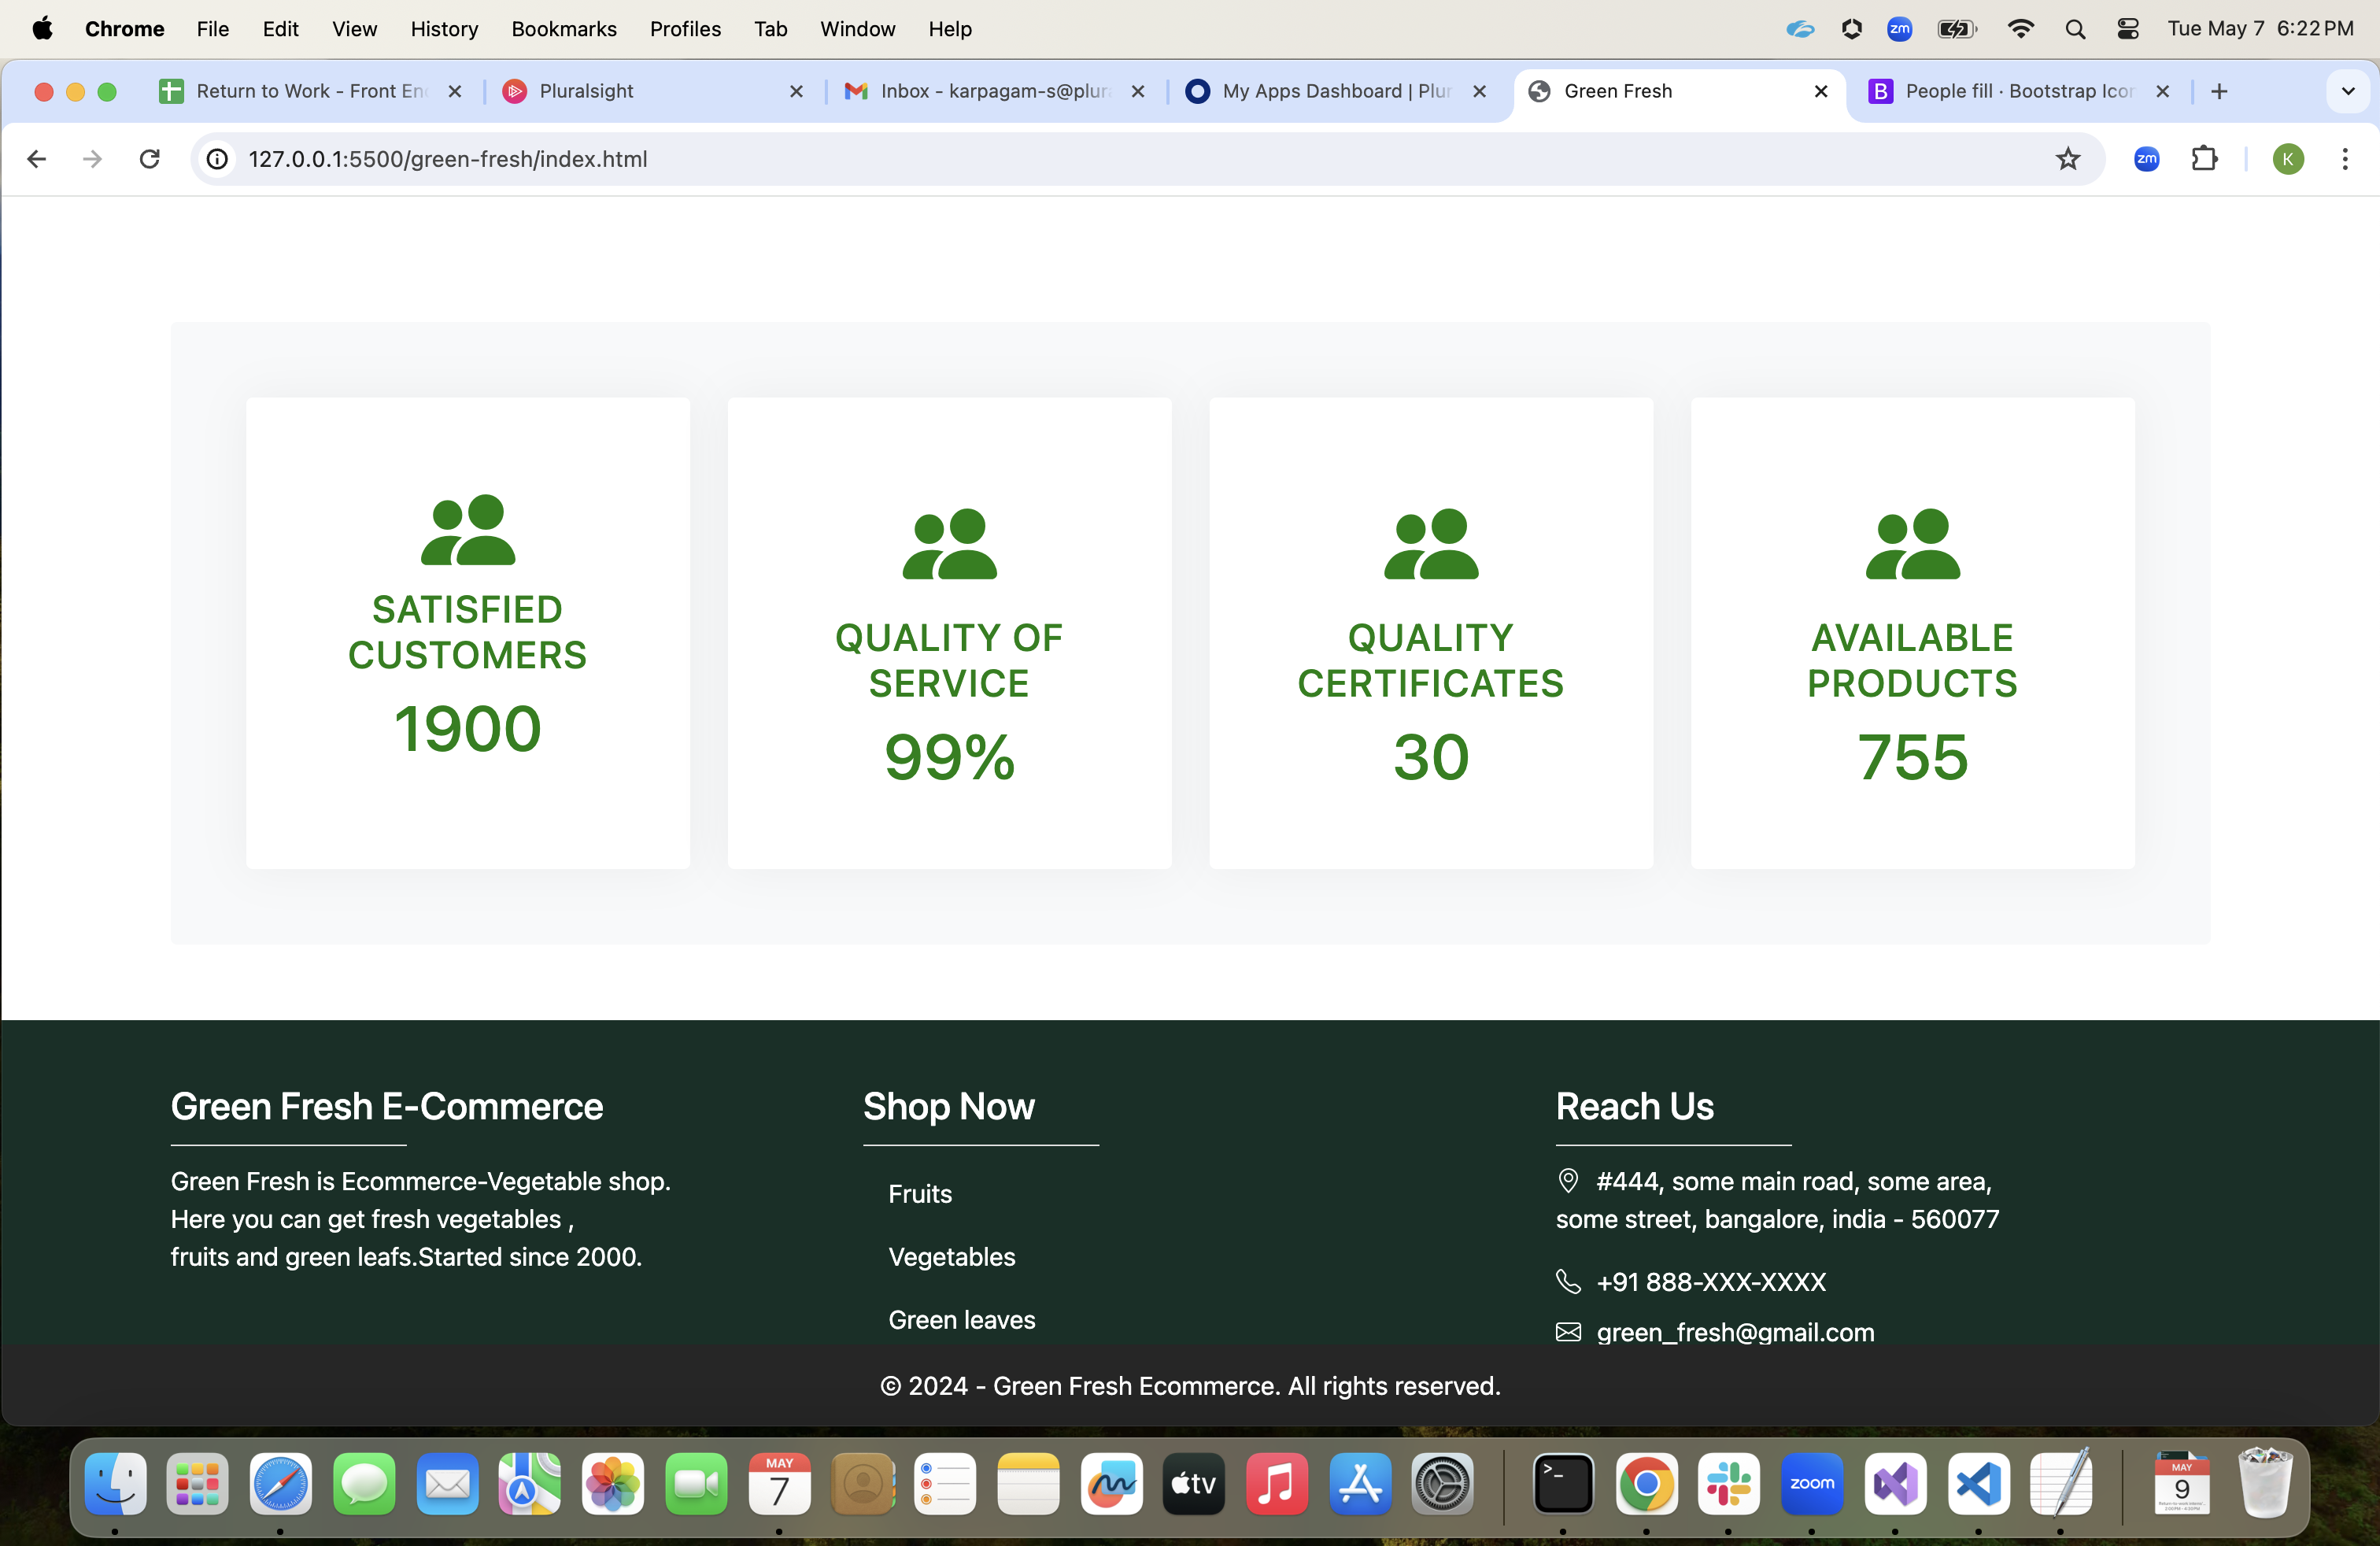 Chrome File Edit View History Bookmarks Profiles Tab Window Help zm Tue May 7 6:22 PM
Return to Work - Front En Pluralsight Inbox - karpagam-s@plur My Apps Dashboard | Plur Green Fresh B People fill · Bootstrap Icon
127.0.0.1:5500/green-fresh/index.html zm K
SATISFIED
CUSTOMERS
1900
QUALITY OF
SERVICE
99%
QUALITY
CERTIFICATES
30
AVAILABLE
PRODUCTS
755
Green Fresh E-Commerce
Green Fresh is Ecommerce-Vegetable shop.
Here you can get fresh vegetables ,
fruits and green leafs.Started since 2000.
Shop Now
Fruits
Vegetables
Green leaves
Reach Us
#444, some main road, some area,
some street, bangalore, india - 560077
+91 888-XXX-XXXX
green_fresh@gmail.com
© 2024 - Green Fresh Ecommerce. All rights reserved.
MAY
7
tv
>_
zoom
MAY
9